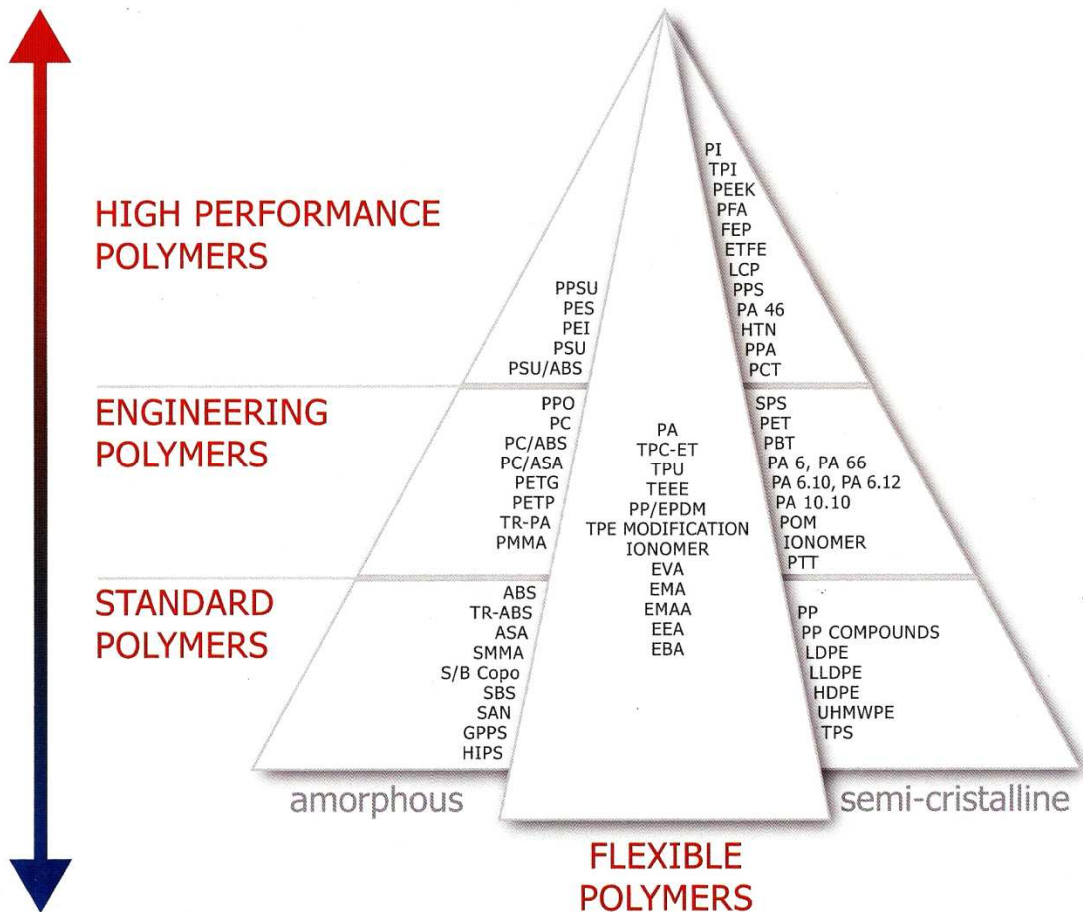 HIGH PERFORMANCE
POLYMERS
PPSU
PES
PEI
PSU
PSU/ABS
PI
TPI
PEEK
PFA
FEP
ETFE
LCP
PPS
PA 46
HTN
PPA
PCT
ENGINEERING
POLYMERS
PPO
PC
PC/ABS
PC/ASA
PETG
PETP
TR-PA
PMMA
SPS
PET
PBT
PA 6, PA 66
PA 6.10, PA 6.12
PA 10.10
POM
IONOMER
PTT
STANDARD
POLYMERS
ABS
TR-ABS
ASA
SMMA
S/B Copo
SBS
SAN
GPPS
HIPS
PP
PP COMPOUNDS
LDPE
LLDPE
HDPE
UHMWPE
TPS
PA
TPC-ET
TPU
TEEE
PP/EPDM
TPE MODIFICATION
IONOMER
EVA
EMA
EMAA
EEA
EBA
amorphous
semi-cristalline
FLEXIBLE
POLYMERS